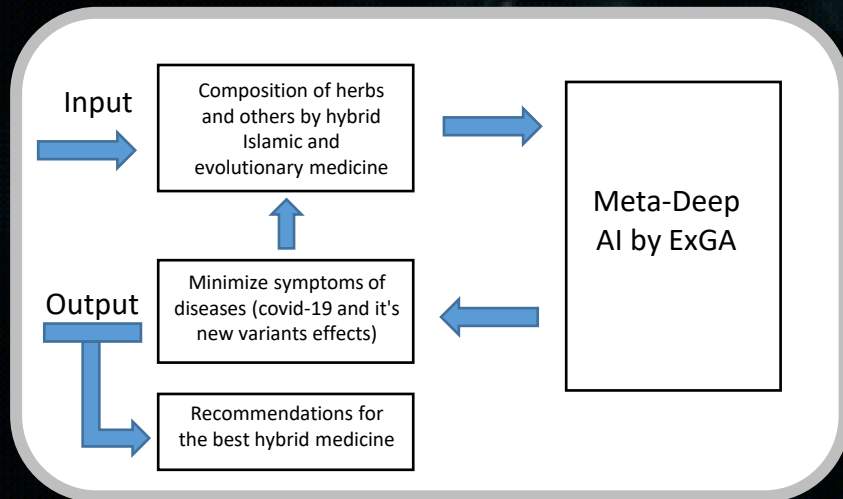 Input
Composition of herbs
and others by hybrid
Islamic and
evolutionary medicine
Meta-Deep
AI by ExGA
Output
Minimize symptoms of
diseases (covid-19 and it's
new variants effects)
Recommendations for
the best hybrid medicine